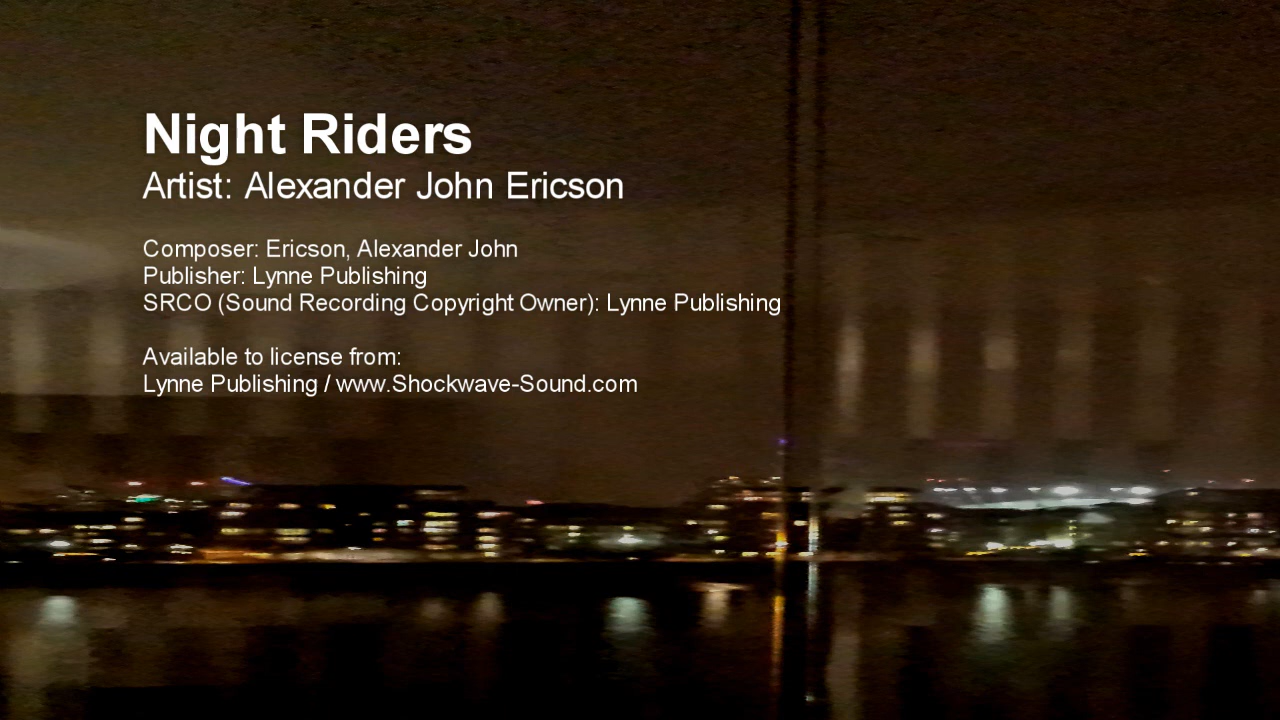 Night Riders
Artist: Alexander John Ericson
Composer: Ericson, Alexander John
Publisher: Lynne Publishing
SRCO (Sound Recording Copyright Owner): Lynne Publishing
Available to license from:
Lynne Publishing / www.Shockwave-Sound.com